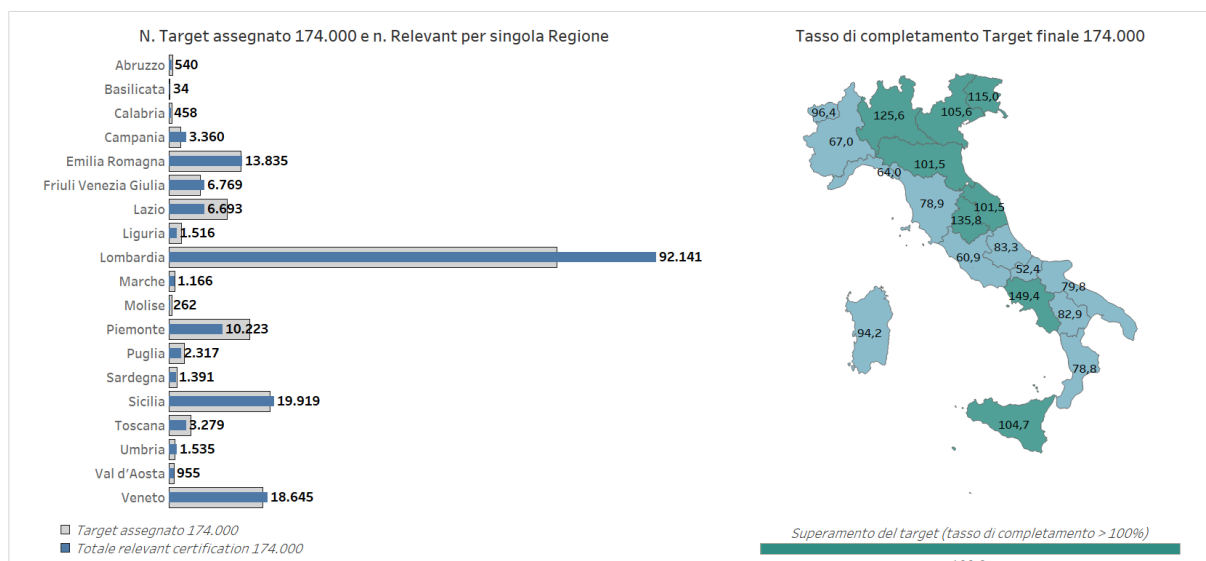 N. Target assegnato 174.000 e n. Relevant per singola Regione
Abruzzo 540
Basilicata 34
Calabria 458
Campania 3.360
Emilia Romagna 13.835
Friuli Venezia Giulia 6.769
Lazio 6.693
Liguria 1.516
Lombardia 92.141
Marche 1.166
Molise 262
Piemonte 10.223
Puglia 2.317
Sardegna 1.391
Sicilia 19.919
Toscana 3.279
Umbria 1.535
Val d'Aosta 955
Veneto 18.645
Target assegnato 174.000
Totale relevant certification 174.000
Tasso di completamento Target finale 174.000
115,0
96,4
125,6
105,6
67,0
101,5
64,0
78,9
101,5
135,8
83,3
60,9
52,4
79,8
149,4
82,9
94,2
78,8
104,7
Superamento del target (tasso di completamento > 100%)